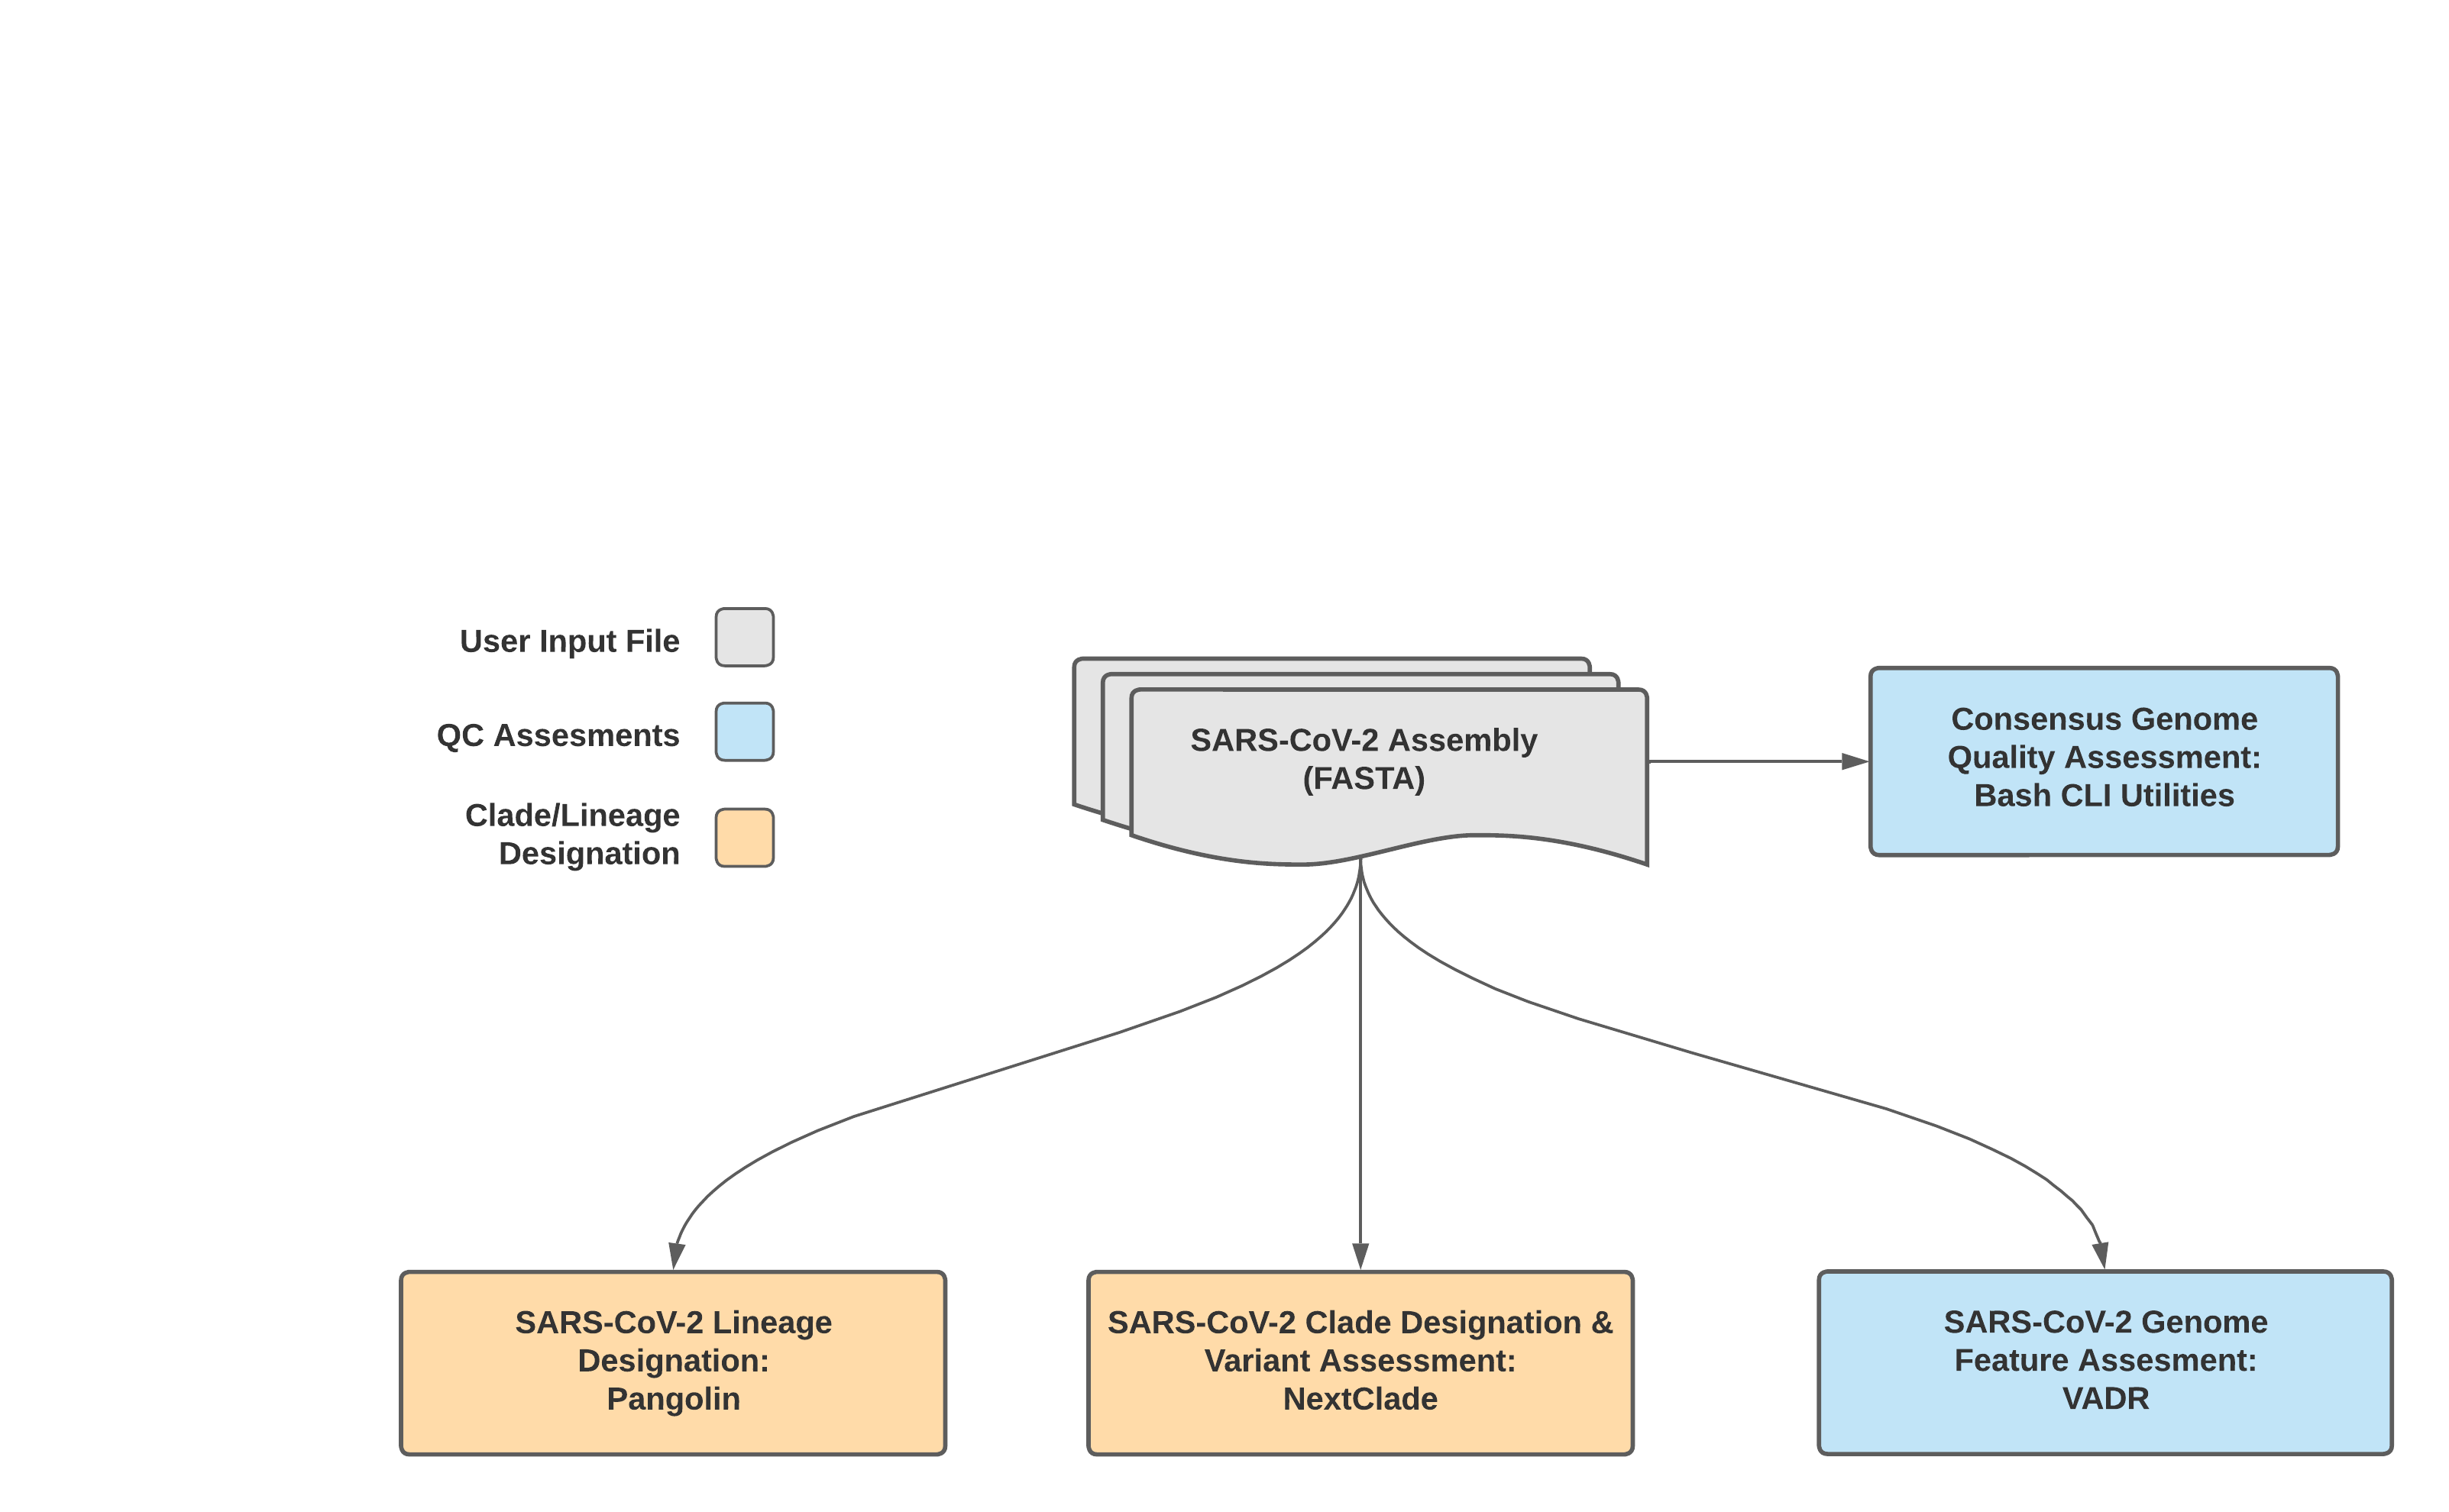 User Input File
QC Assesments
Clade/Lineage
Designation
SARS-CoV-2 Assembly
(FASTA)
Consensus Genome
Quality Assessment:
Bash CLI Utilities
SARS-CoV-2 Lineage
Designation:
Pangolin
SARS-CoV-2 Clade Designation &
Variant Assessment:
NextClade
SARS-CoV-2 Genome
Feature Assesment:
VADR